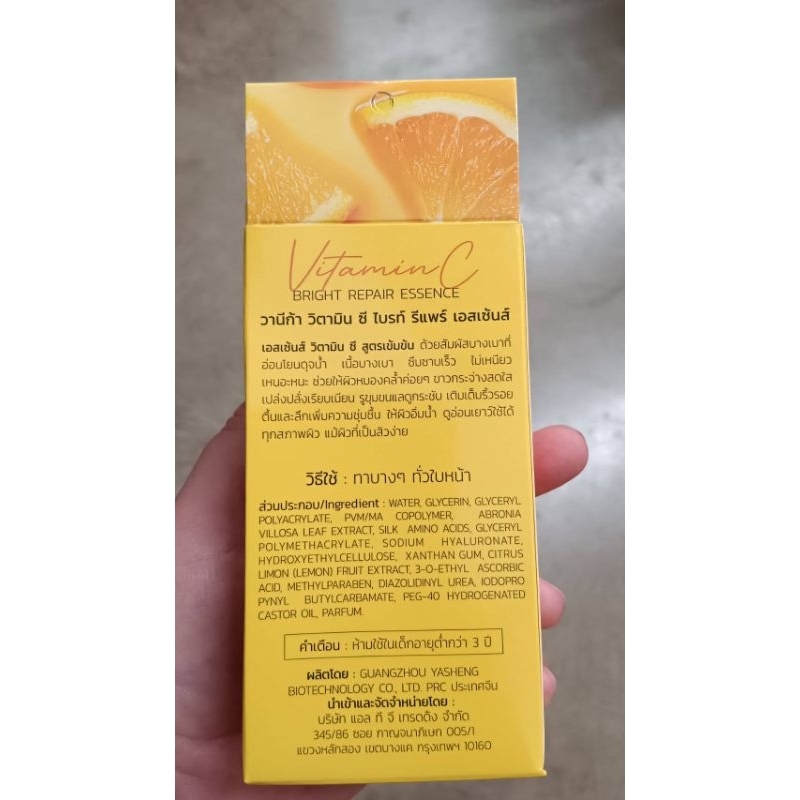 Vitamin C
BRIGHT REPAIR ESSENCE
วานีก้า วิตามิน ซี ไบรท์ รีแพร์ เอสเซ้นส์
เอสเซ้นส์ วิตามิน ซี สูตรเข้มข้น ด้วยสัมผัสบางเบาที่
อ่อนโยนดุจน้ำ เนื้อบางเบา ซึมซาบเร็ว ไม่เหนียว
เหนอะหนะ ช่วยให้ผิวหมองคล้ำค่อยๆ ขาวกระจ่างสดใส
เปล่งปลั่งเรียบเนียน รูขุมขนแลดูกระชับ เติมเต็มริ้วรอย
ตื้นและลึกเพิ่มความชุ่มชื้น ให้ผิวอิ่มน้ำ ดูอ่อนเยาว์ใช้ได้
ทุกสภาพผิว แม้ผิวที่เป็นสิวง่าย
วิธีใช้ : ทาบางๆ ทั่วใบหน้า
ส่วนประกอบ/Ingredient : WATER, GLYCERIN, GLYCERYL
POLYACRYLATE, PVM/MA COPOLYMER, ABRONIA
VILLOSA LEAF EXTRACT, SILK AMINO ACIDS, GLYCERYL
POLYMETHACRYLATE, SODIUM HYALURONATE,
HYDROXYETHYLCELLULOSE, XANTHAN GUM, CITRUS
LIMON (LEMON) FRUIT EXTRACT, 3-O-ETHYL ASCORBIC
ACID, METHYLPARABEN, DIAZOLIDINYL UREA, IODOPRO
PYNYL BUTYLCARBAMATE, PEG-40 HYDROGENATED
CASTOR OIL, PARFUM.
คำเตือน : ห้ามใช้ในเด็กอายุต่ำกว่า 3 ปี
ผลิตโดย : GUANGZHOU YASHENG
BIOTECHNOLOGY CO., LTD. PRC ประเทศจีน
นำเข้าและจัดจำหน่ายโดย :
บริษัท แอล ที จี เทรดดิ้ง จำกัด
345/86 ซอย กาญจนาภิเษก 005/1
แขวงหลักสอง เขตบางแค กรุงเทพฯ 10160